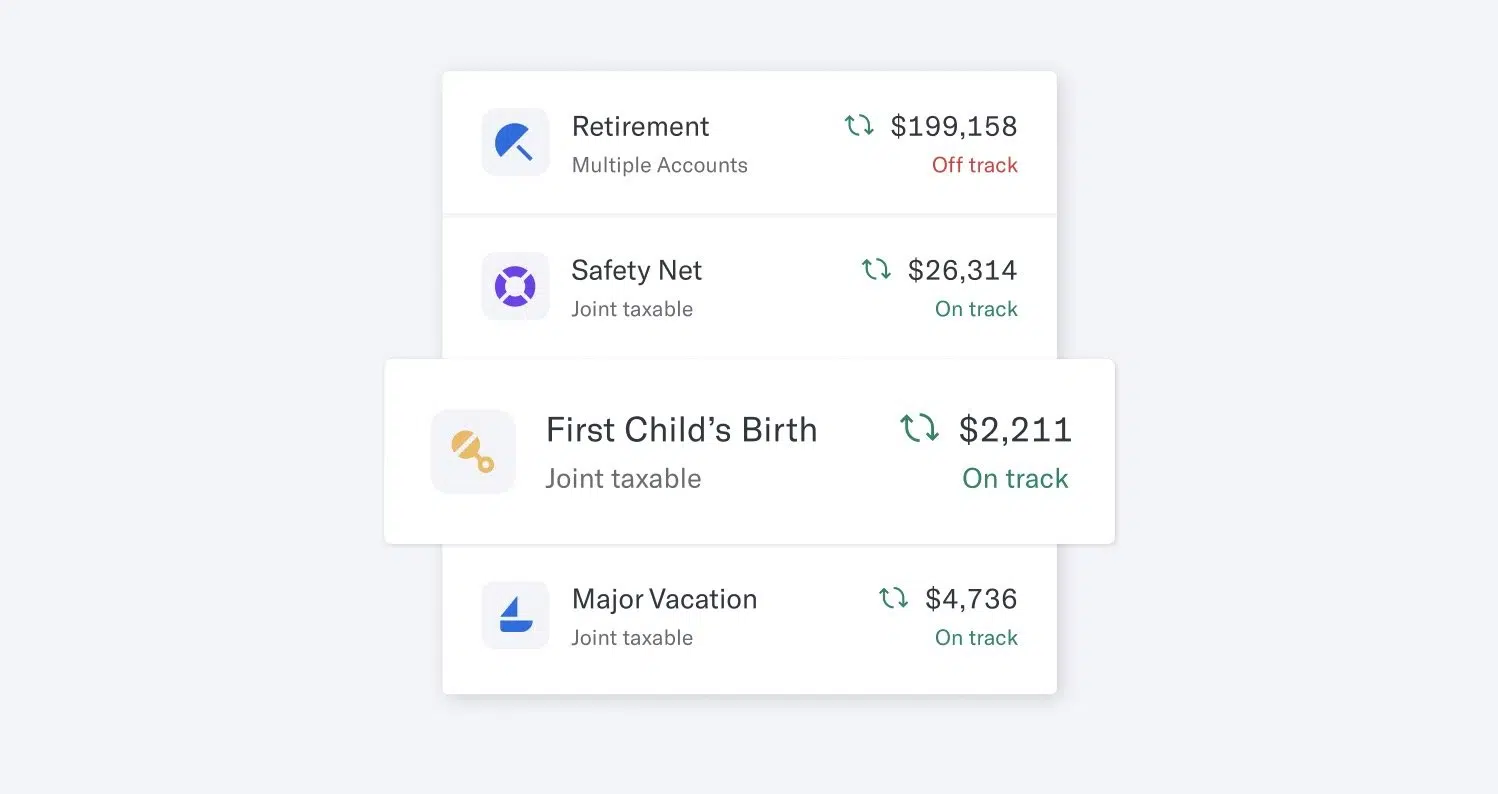 Retirement $199,158
Multiple Accounts Off track
Safety Net $26,314
Joint taxable On track
First Child’s Birth $2,211
Joint taxable On track
Major Vacation $4,736
Joint taxable On track